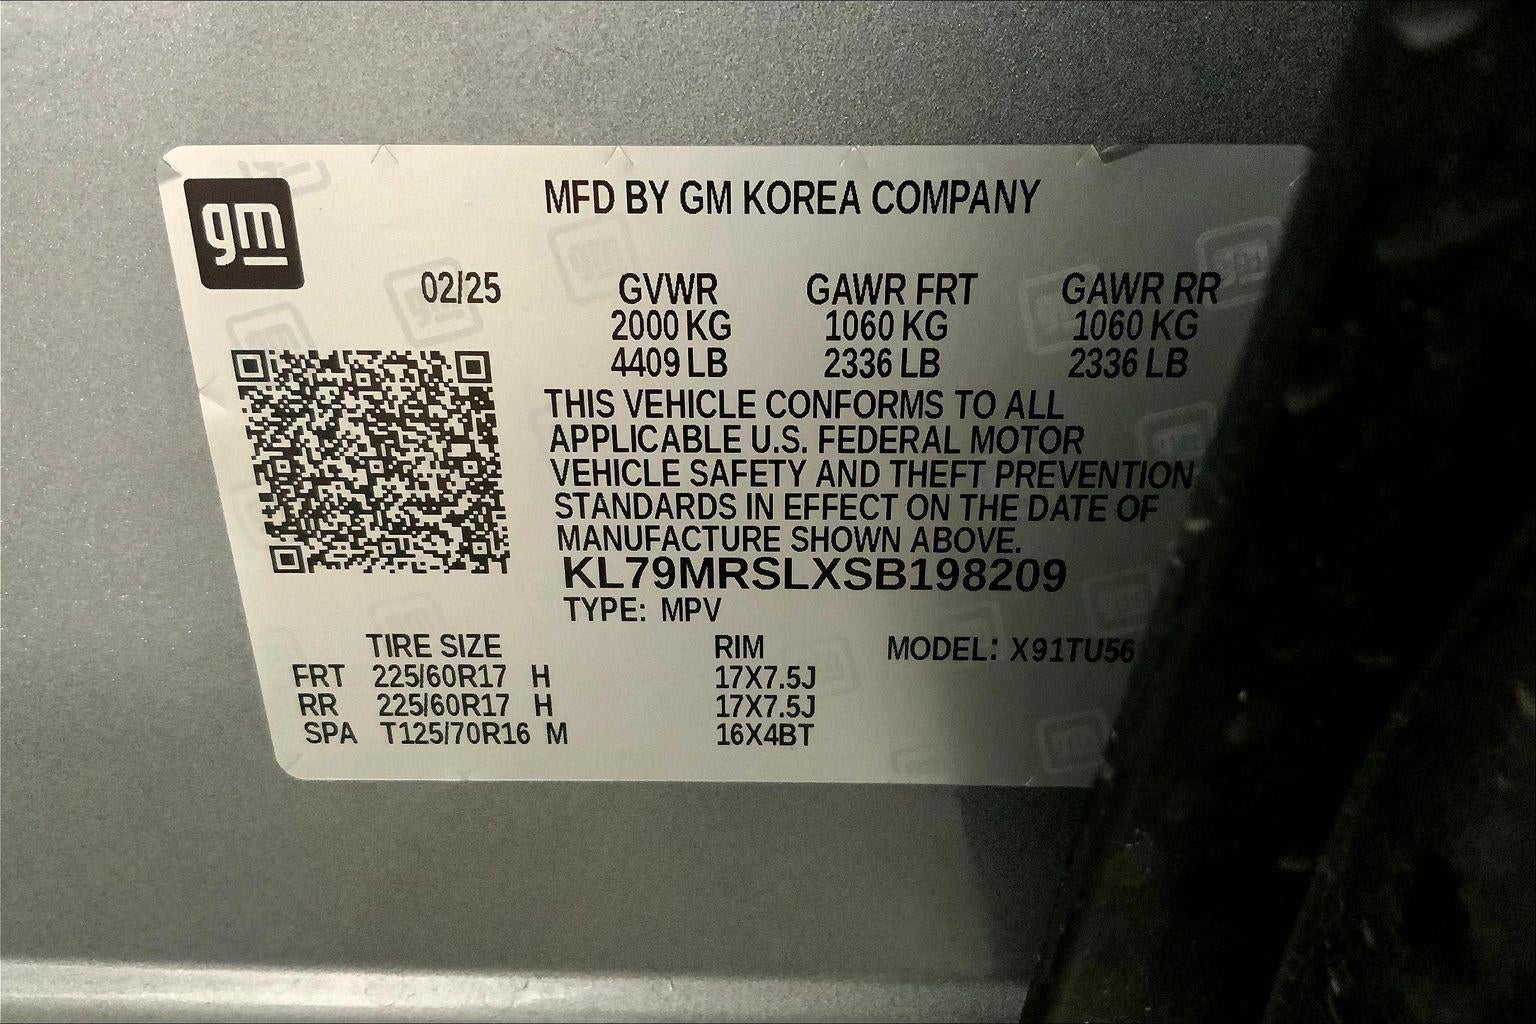 gm
MFD BY GM KOREA COMPANY
02/25 GVWR GAWR FRT GAWR RR
2000 KG 1060 KG 1060 KG
4409 LB 2336 LB 2336 LB
THIS VEHICLE CONFORMS TO ALL
APPLICABLE U.S. FEDERAL MOTOR
VEHICLE SAFETY AND THEFT PREVENTION
STANDARDS IN EFFECT ON THE DATE OF
MANUFACTURE SHOWN ABOVE.
KL79MRSLXSB198209
TYPE: MPV
TIRE SIZE RIM MODEL: X91TU56
FRT 225/60R17 H 17X7.5J
RR 225/60R17 H 17X7.5J
SPA T125/70R16 M 16X4BT